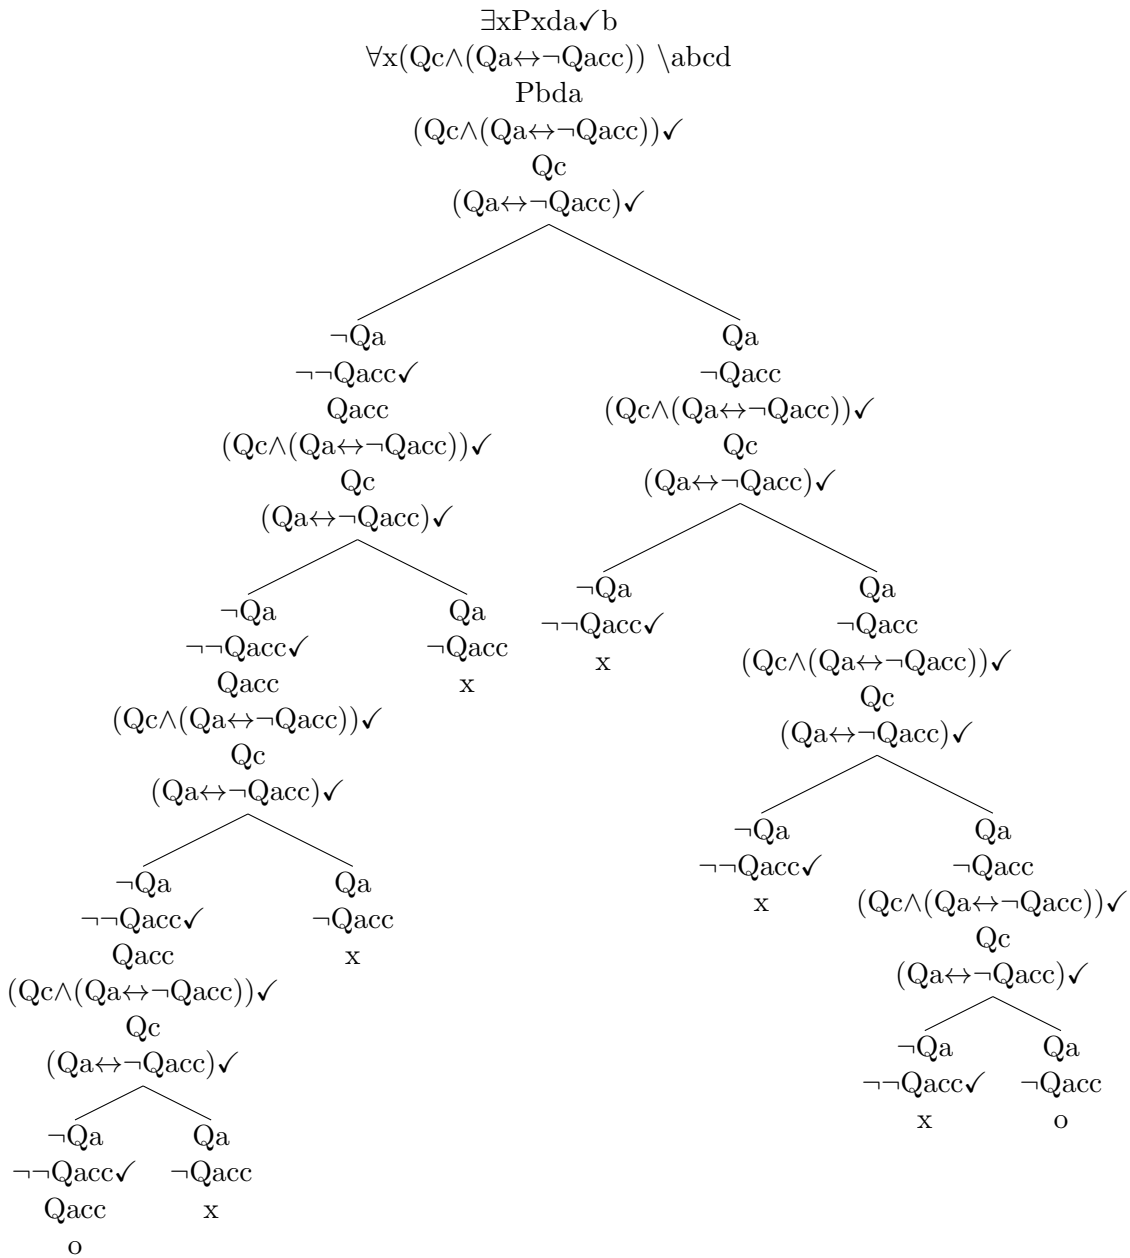 ∃xPxda✓b
∀x(Qc∧(Qa↔¬Qacc)) \abcd
Pbda
(Qc∧(Qa↔¬Qacc))✓
Qc
(Qa↔¬Qacc)✓
¬Qa
¬¬Qacc✓
Qacc
(Qc∧(Qa↔¬Qacc))✓
Qc
(Qa↔¬Qacc)✓
¬Qa
¬¬Qacc✓
Qacc
(Qc∧(Qa↔¬Qacc))✓
Qc
(Qa↔¬Qacc)✓
¬Qa
¬¬Qacc✓
Qacc
(Qc∧(Qa↔¬Qacc))✓
Qc
(Qa↔¬Qacc)✓
¬Qa
¬¬Qacc✓
Qacc
o
Qa
¬Qacc
x
Qa
¬Qacc
x
Qa
¬Qacc
x
Qa
¬Qacc
(Qc∧(Qa↔¬Qacc))✓
Qc
(Qa↔¬Qacc)✓
¬Qa
¬¬Qacc✓
x
Qa
¬Qacc
(Qc∧(Qa↔¬Qacc))✓
Qc
(Qa↔¬Qacc)✓
¬Qa
¬¬Qacc✓
x
Qa
¬Qacc
(Qc∧(Qa↔¬Qacc))✓
Qc
(Qa↔¬Qacc)✓
¬Qa
¬¬Qacc✓
x
Qa
¬Qacc
o